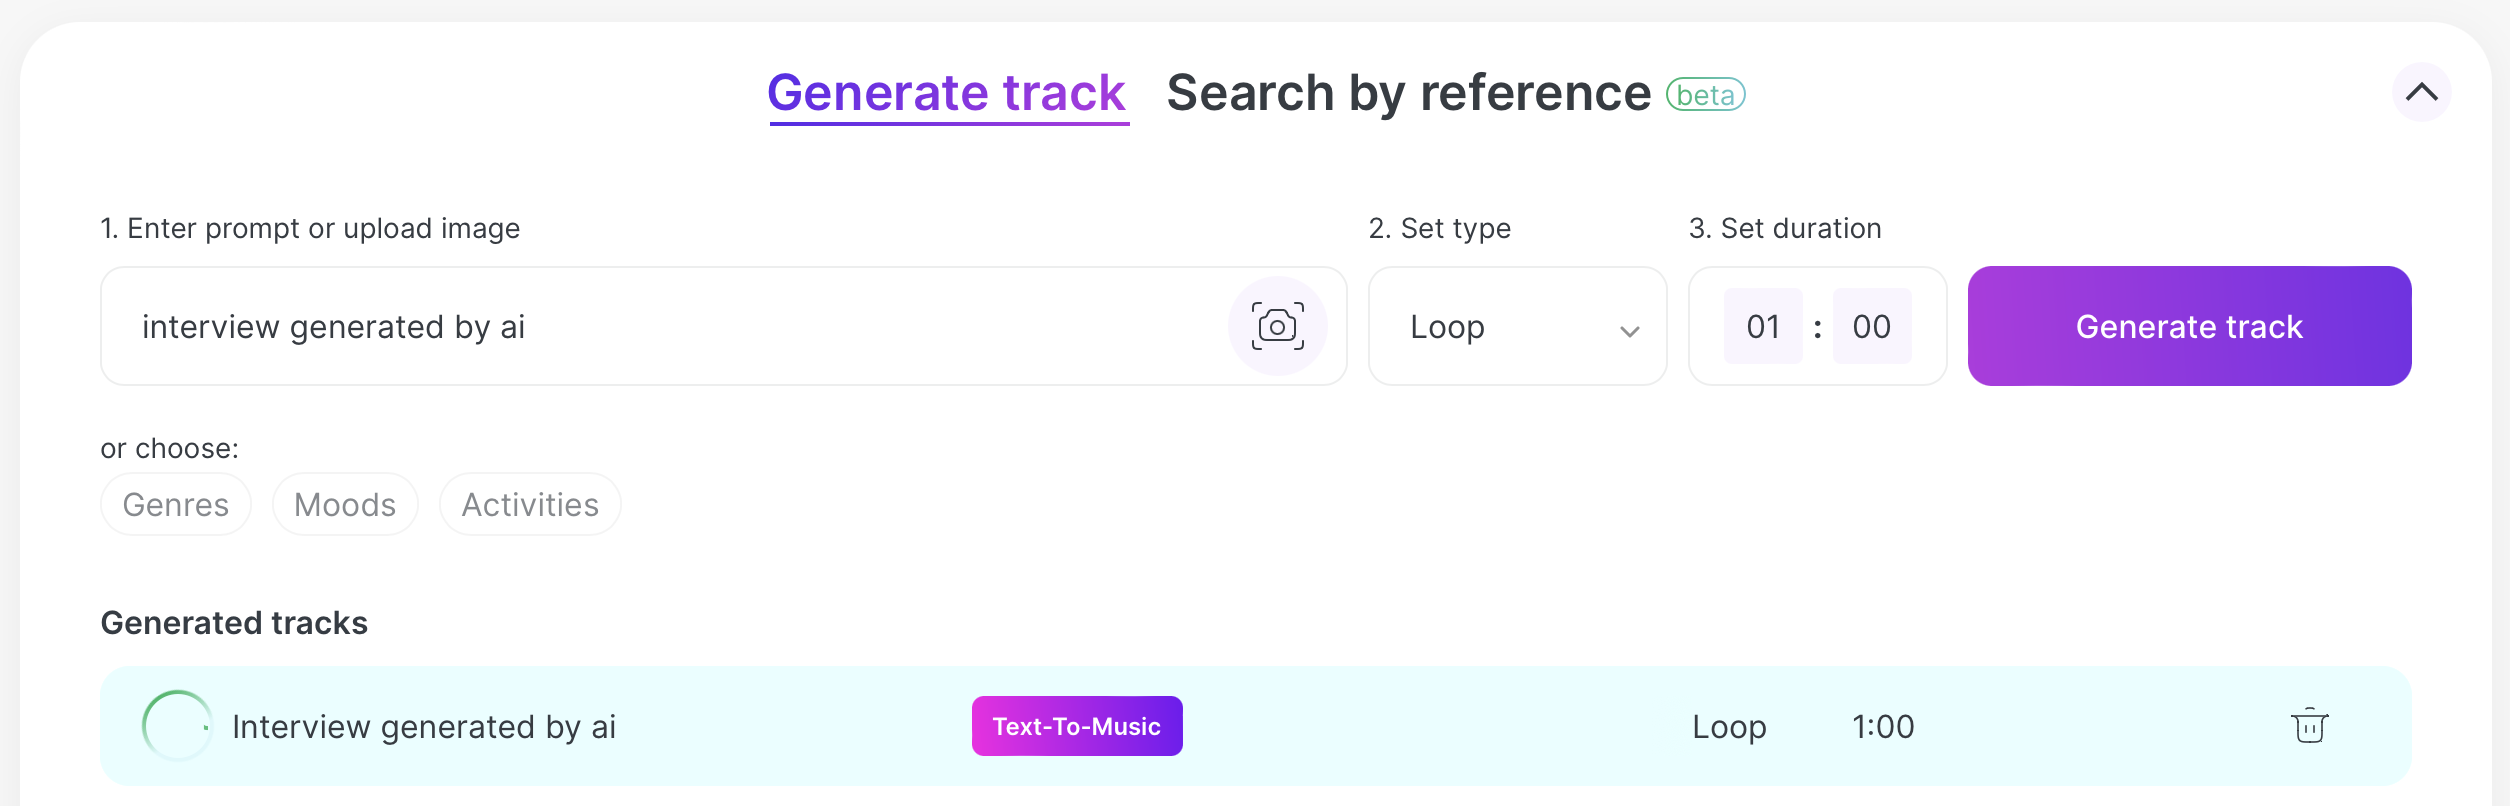 Generate track Search by reference beta
1. Enter prompt or upload image
2. Set type
3. Set duration
interview generated by ai
Loop
01 : 00
Generate track
or choose:
Genres Moods Activities
Generated tracks
Interview generated by ai Text-To-Music Loop 1:00